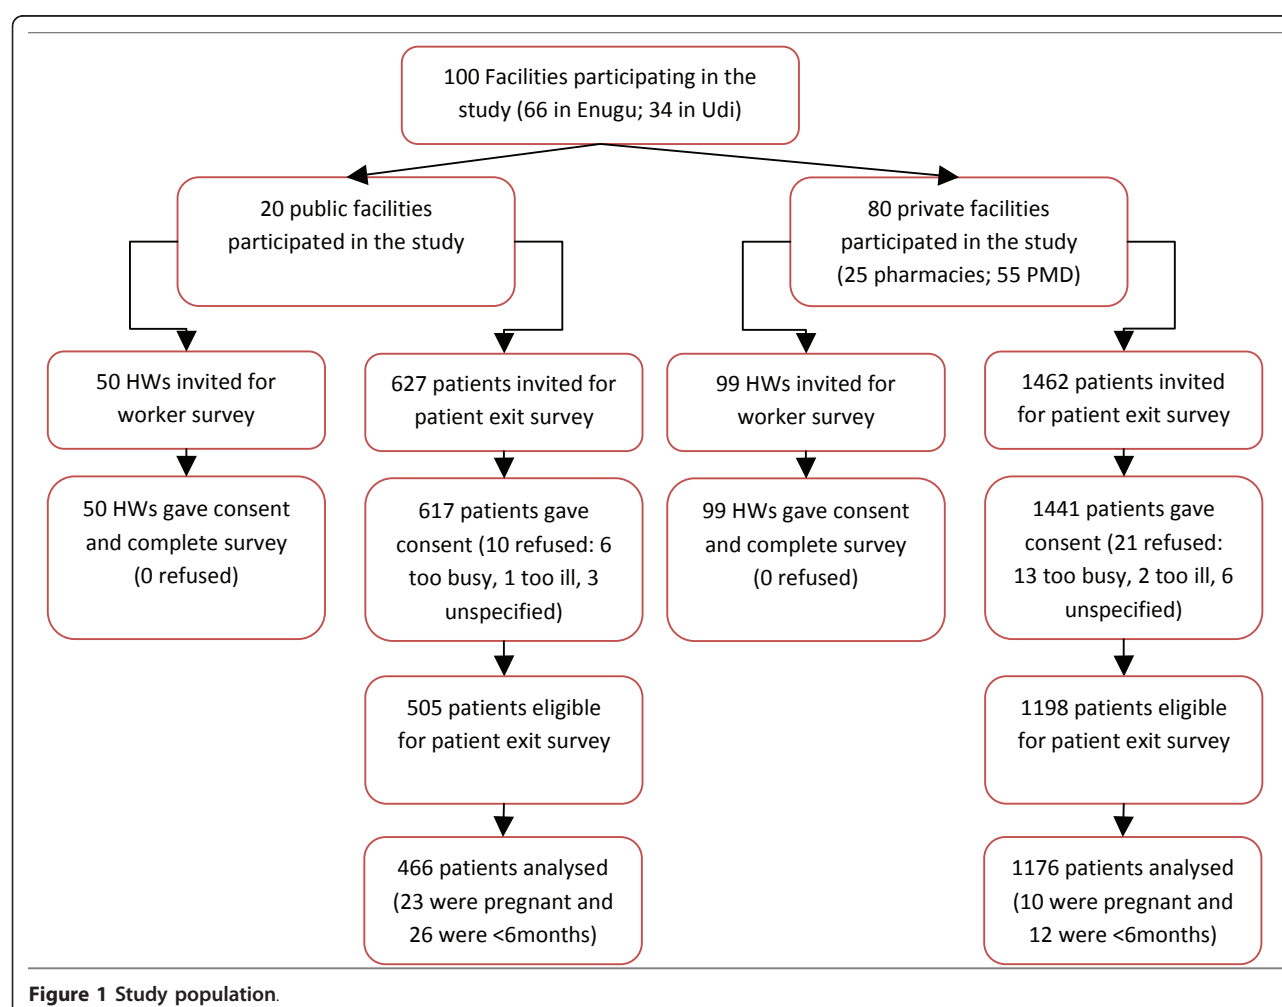 100 Facilities participating in the
study (66 in Enugu; 34 in Udi)
20 public facilities
participated in the study
80 private facilities
participated in the study
(25 pharmacies; 55 PMD)
50 HWs invited for
worker survey
627 patients invited for
patient exit survey
99 HWs invited for
worker survey
1462 patients invited
for patient exit survey
50 HWs gave consent
and complete survey
(0 refused)
617 patients gave
consent (10 refused: 6
too busy, 1 too ill, 3
unspecified)
99 HWs gave consent
and complete survey
(0 refused)
1441 patients gave
consent (21 refused:
13 too busy, 2 too ill, 6
unspecified)
505 patients eligible
for patient exit survey
1198 patients eligible
for patient exit survey
466 patients analysed
(23 were pregnant and
26 were <6months)
1176 patients analysed
(10 were pregnant and
12 were <6months)
Figure 1 Study population.